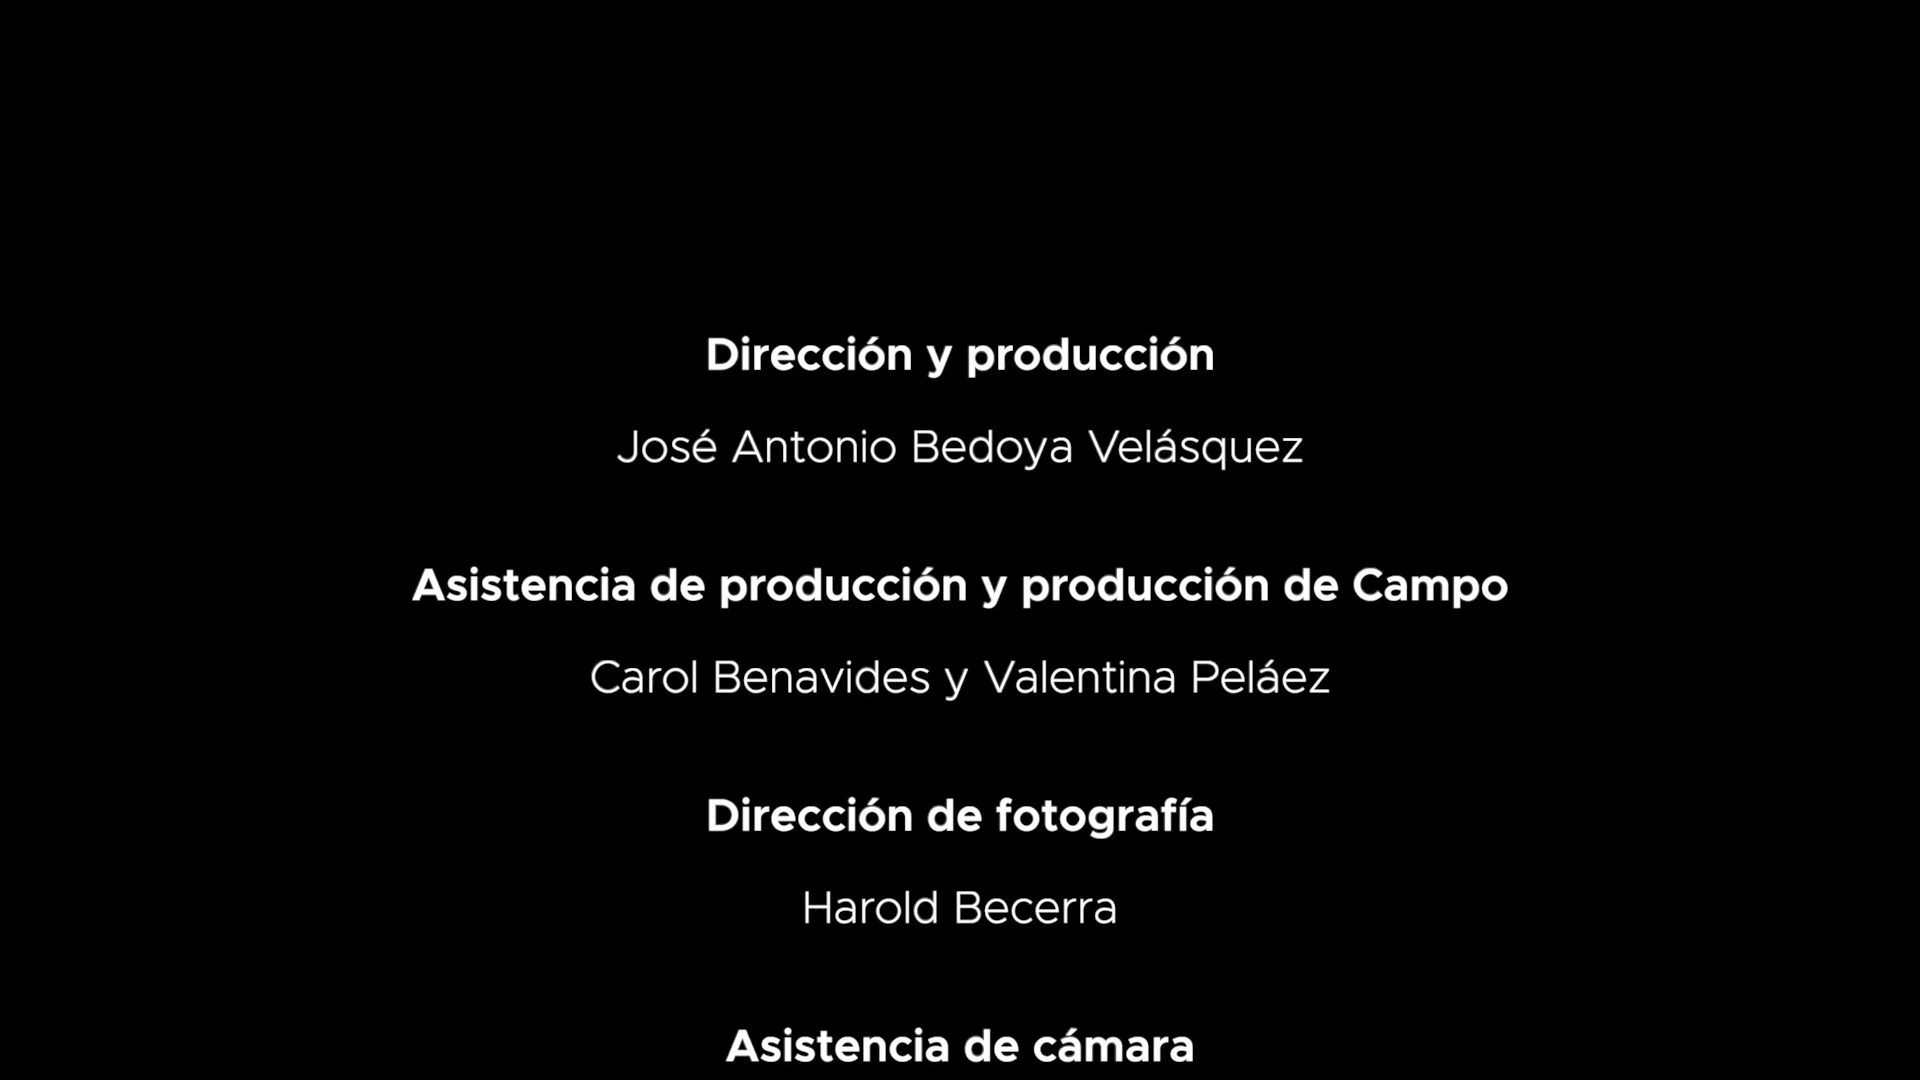 Dirección y producción
José Antonio Bedoya Velásquez
Asistencia de producción y producción de Campo
Carol Benavides y Valentina Peláez
Dirección de fotografía
Harold Becerra
Asistencia de cámara